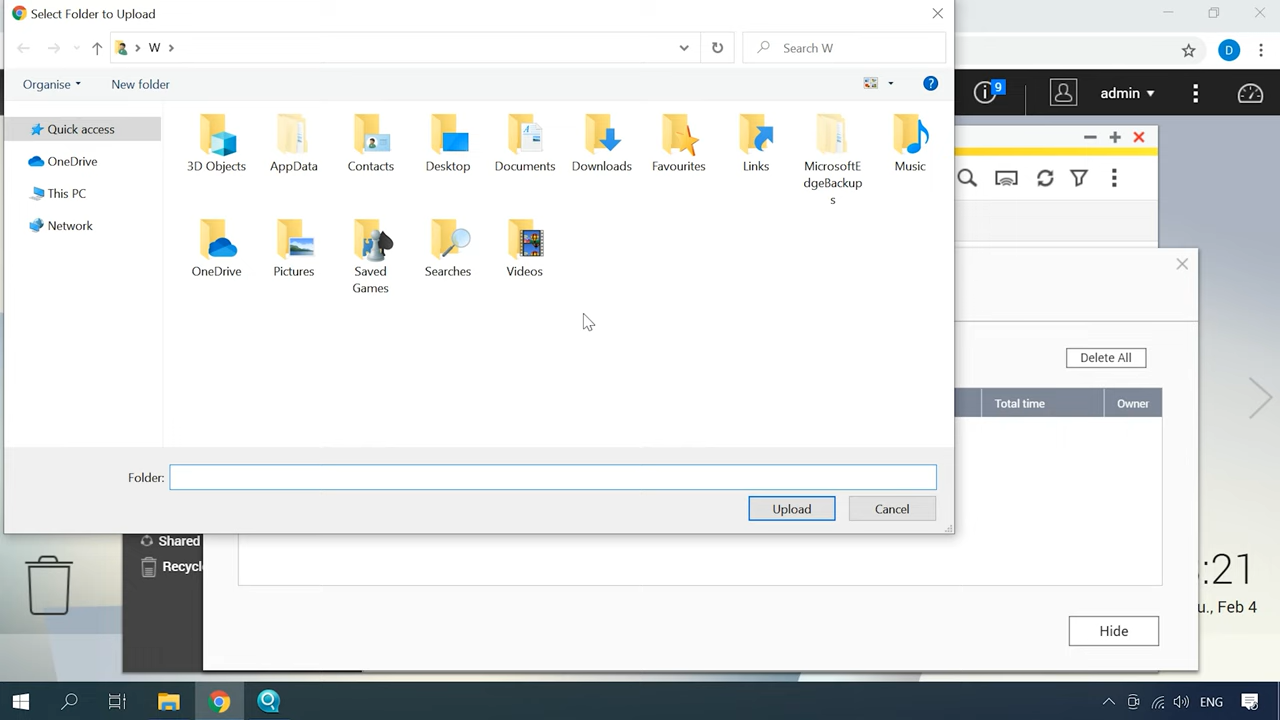 Select Folder to Upload
W
Search W
Organise
New folder
9
admin
D
Quick access
OneDrive
This PC
Network
3D Objects
AppData
Contacts
Desktop
Documents
Downloads
Favourites
Links
MicrosoftE
dgeBackup
s
Music
OneDrive
Pictures
Saved
Games
Searches
Videos
Delete All
Total time
Owner
Folder:
Upload
Cancel
Shared
Recycl
:21
u., Feb 4
Hide
ENG